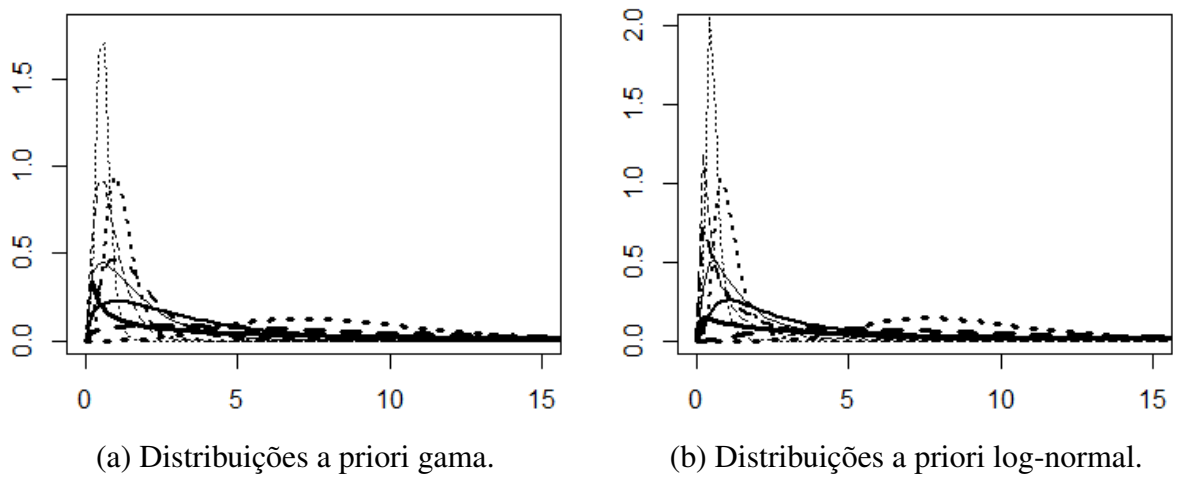 0.0 0.5 1.0 1.5
0 5 10 15
(a) Distribuições a priori gama.
0.0 0.5 1.0 1.5 2.0
0 5 10 15
(b) Distribuições a priori log-normal.